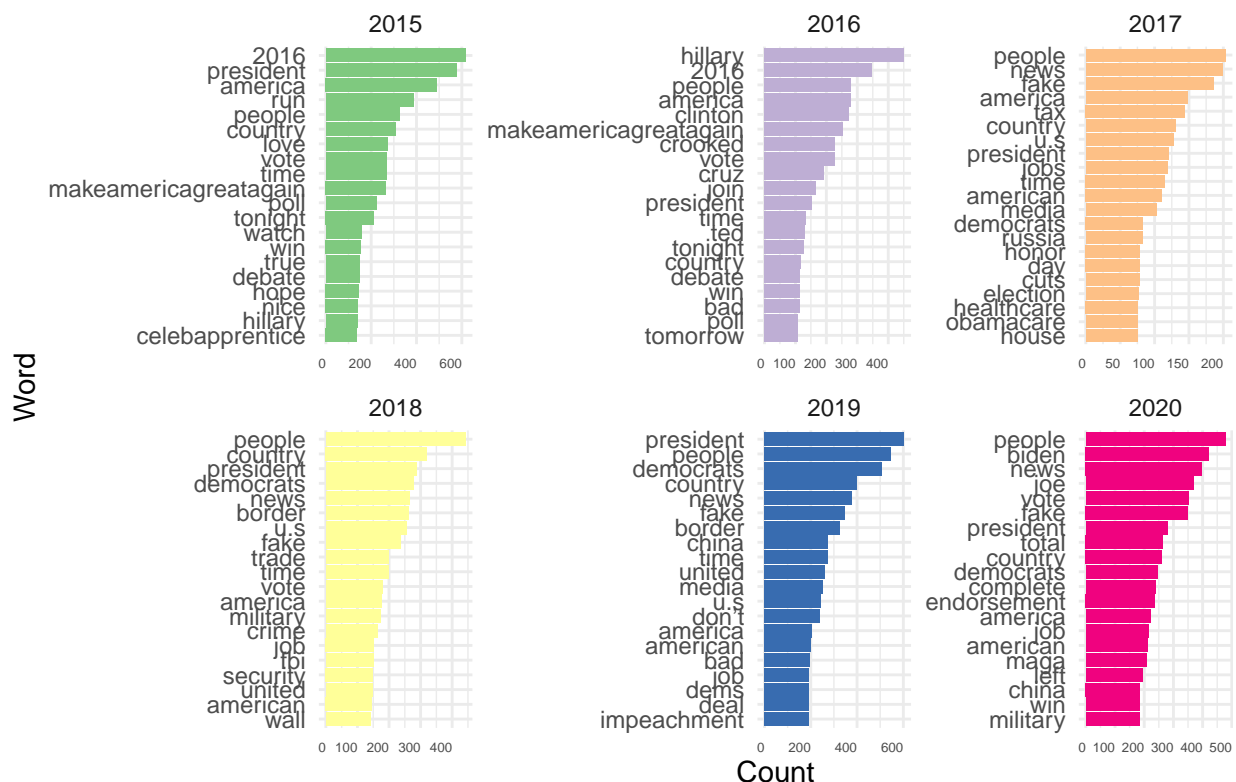 2015
2016
president
america
run
people
country
love
vote
time
makeamericagreatagain
poll
tonight
watch
win
true
debate
hope
nice
hillary
celebapprentice
0 200 400 600
2016
hillary
2016
people
america
clinton
makeamericagreatagain
crooked
vote
cruz
join
president
time
ted
tonight
country
debate
win
bad
poll
tomorrow
0 100 200 300 400
2017
people
news
fake
america
tax
country
u.s
president
jobs
time
american
media
democrats
russia
honor
day
cuts
election
healthcare
obamacare
house
0 50 100 150 200
Word
2018
people
country
president
democrats
news
border
u.s
fake
trade
time
vote
america
military
crime
job
fbi
security
united
american
wall
0 100 200 300 400
2019
president
people
democrats
country
news
fake
border
china
time
united
media
u.s
don't
america
american
bad
job
dems
deal
impeachment
0 200 400 600
2020
people
biden
news
joe
vote
fake
president
total
country
democrats
complete
endorsement
america
job
american
maga
left
china
win
military
0 100 200 300 400 500
Count